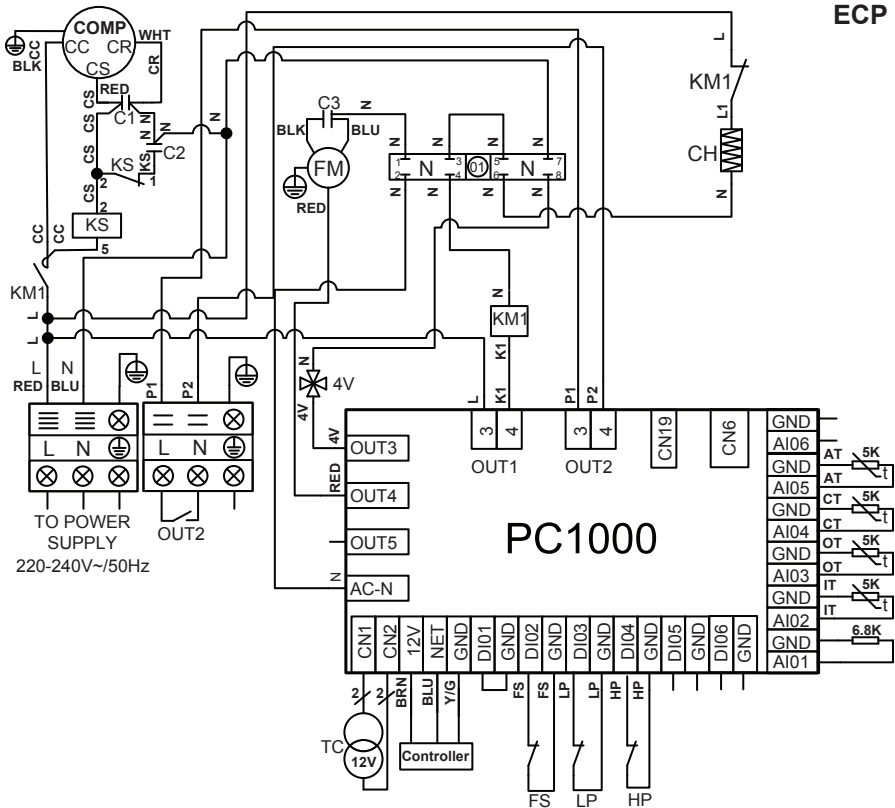 ECP
COMP
CC
CR
CS
WHT
CC
BLK
RED
CR
CS
CS
CS
CS
C1
N
N
N
N
C2
KS
KS
2
1
2
KS
5
CC
CC
KM1
L
L
L
N
RED
BLU
P1
P2
L
N
L
N
TO POWER
SUPPLY
220-240V~/50Hz
OUT2
C3
N
BLK
BLU
FM
RED
N
N
N
N
1
2
N
3
4
01
5
6
N
7
8
N
N
N
N
L
KM1
L1
CH
N
N
KM1
K1
N
4V
4V
L
K1
P1
P2
4V
OUT3
RED
OUT4
OUT5
N
AC-N
3
4
OUT1
3
4
OUT2
CN19
CN6
PC1000
GND
AI06
GND
AI05
GND
AI04
GND
AI03
GND
AI02
GND
AI01
AT
5K
t
AT
CT
5K
t
CT
OT
5K
t
OT
IT
5K
t
IT
6.8K
CN1
CN2
12V
NET
GND
DI01
GND
DI02
GND
DI03
GND
DI04
GND
DI05
GND
DI06
GND
2
2
BRN
BLU
Y/G
FS
FS
LP
LP
HP
HP
TC
12V
Controller
FS
LP
HP